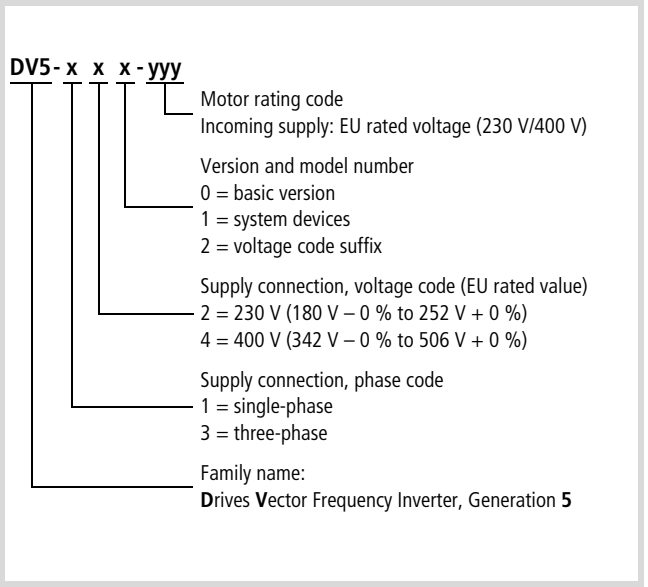 DV5 - x x x - yyy
Motor rating code
Incoming supply: EU rated voltage (230 V/400 V)
Version and model number
0 = basic version
1 = system devices
2 = voltage code suffix
Supply connection, voltage code (EU rated value)
2 = 230 V (180 V – 0 % to 252 V + 0 %)
4 = 400 V (342 V – 0 % to 506 V + 0 %)
Supply connection, phase code
1 = single-phase
3 = three-phase
Family name:
Drives Vector Frequency Inverter, Generation 5